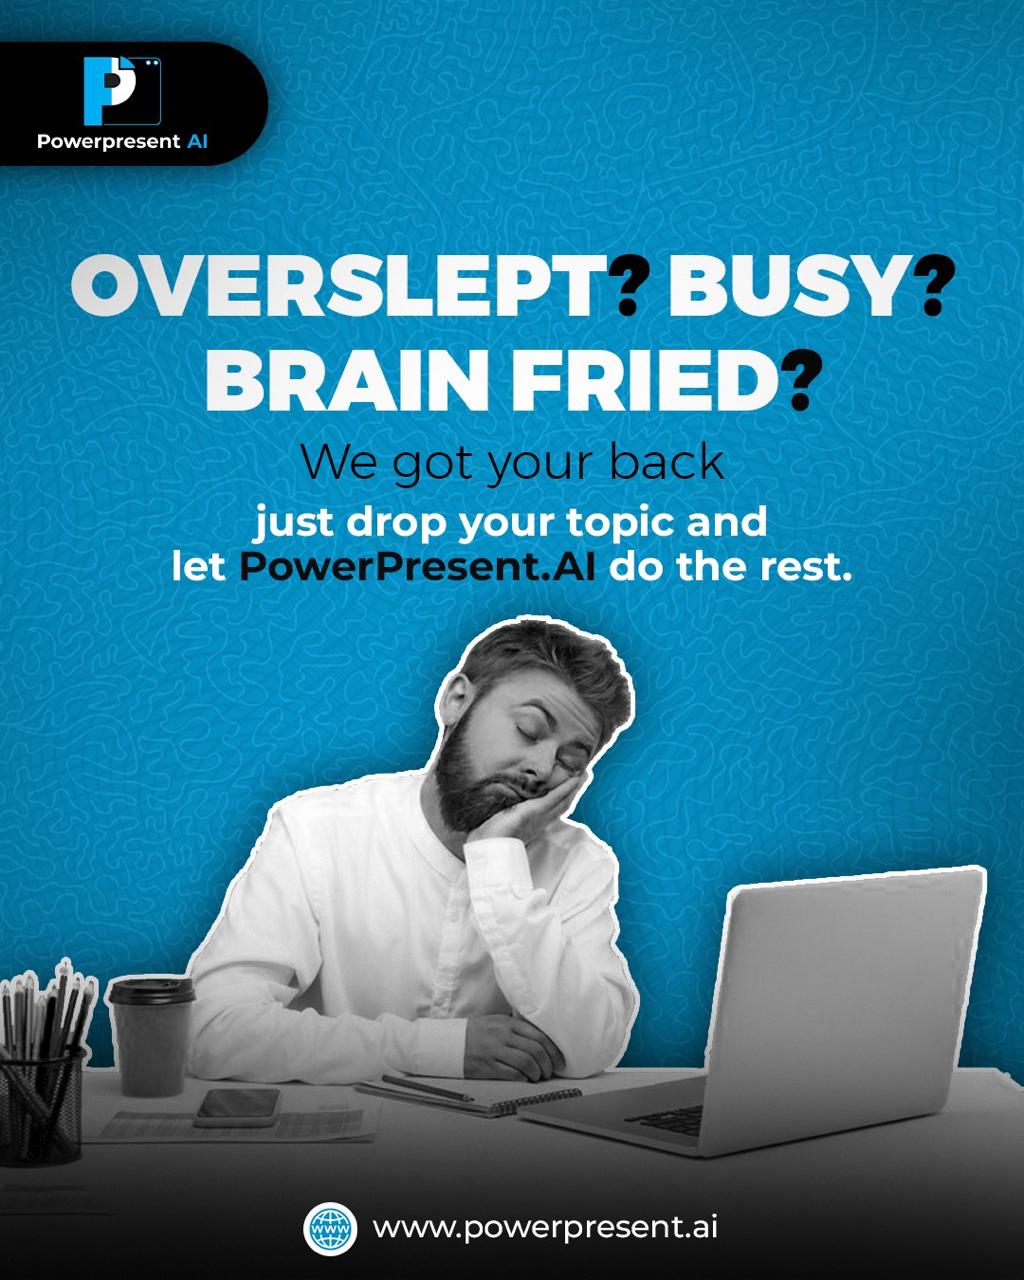 Powerpresent AI
OVERSLEPT? BUSY?
BRAIN FRIED?
We got your back
just drop your topic and
let PowerPresent.AI do the rest.
www
www.powerpresent.ai